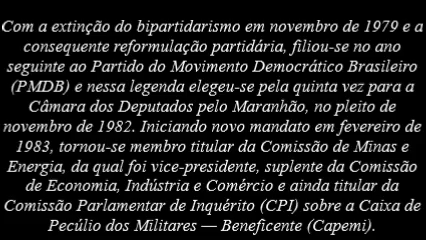 Com a extinção do bipartidarismo em novembro de 1979 e a
consequente reformulação partidária, filiou-se no ano
seguinte ao Partido do Movimento Democrático Brasileiro
(PMDB) e nessa legenda elegeu-se pela quinta vez para a
Câmara dos Deputados pelo Maranhão, no pleito de
novembro de 1982. Iniciando novo mandato em fevereiro de
1983, tornou-se membro titular da Comissão de Minas e
Energia, da qual foi vice-presidente, suplente da Comissão
de Economia, Indústria e Comércio e ainda titular da
Comissão Parlamentar de Inquérito (CPI) sobre a Caixa de
Pecúlio dos Militares — Beneficente (Capemi).